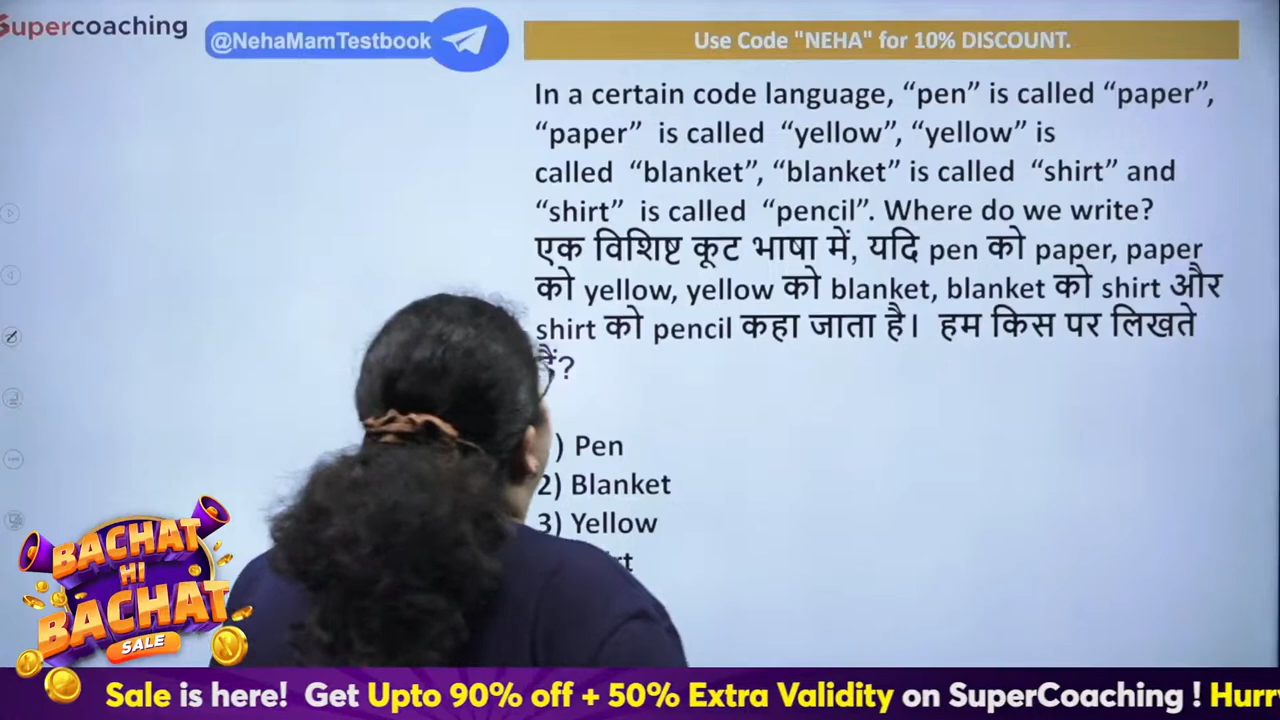 Supercoaching
@NehaMamTestbook
Use Code "NEHA" for 10% DISCOUNT.
In a certain code language, “pen” is called “paper”,
“paper” is called “yellow”, “yellow” is
called “blanket”, “blanket” is called “shirt” and
“shirt” is called “pencil”. Where do we write?
एक विशिष्ट कूट भाषा में, यदि pen को paper, paper
को yellow, yellow को blanket, blanket को shirt और
shirt को pencil कहा जाता है। हम किस पर लिखते
?
) Pen
2) Blanket
3) Yellow
BACHAT
HI
BACHAT
SALE
Sale is here! Get Upto 90% off + 50% Extra Validity on SuperCoaching ! Hurry